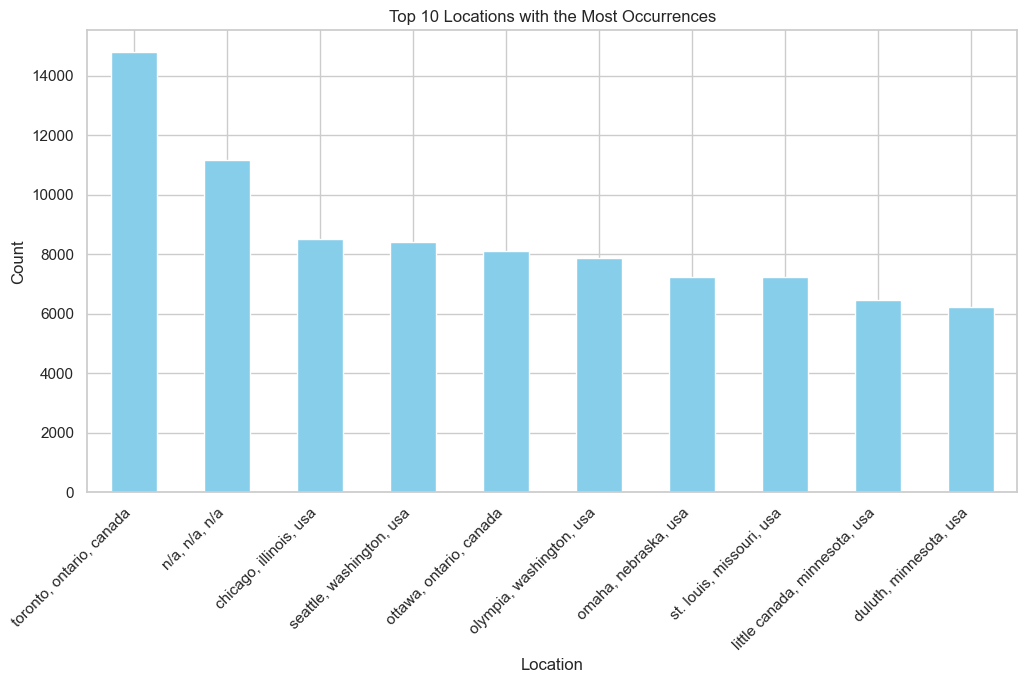 Top 10 Locations with the Most Occurrences
Count
14000
12000
10000
8000
6000
4000
2000
0
toronto, ontario, canada
n/a, n/a, n/a
chicago, illinois, usa
seattle, washington, usa
ottawa, ontario, canada
olympia, washington, usa
omaha, nebraska, usa
st. louis, missouri, usa
little canada, minnesota, usa
duluth, minnesota, usa
Location